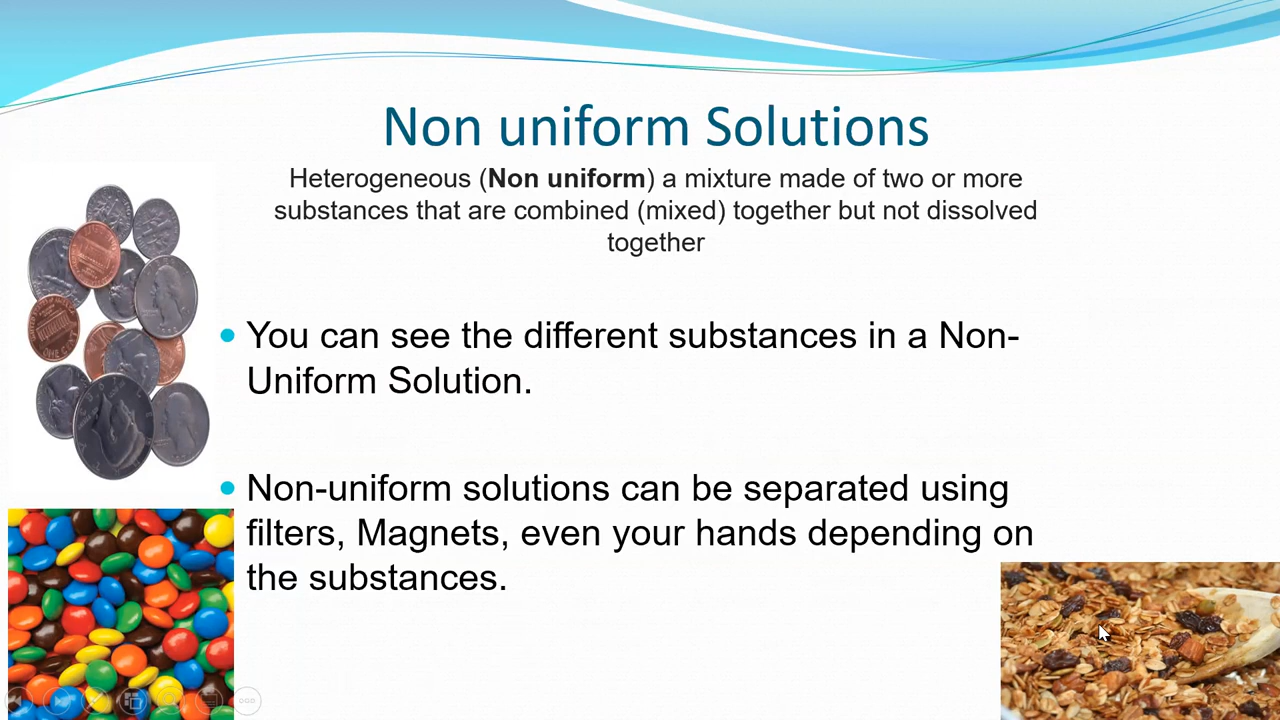 Non uniform Solutions
Heterogeneous (Non uniform) a mixture made of two or more
substances that are combined (mixed) together but not dissolved
together
You can see the different substances in a Non-
Uniform Solution.
Non-uniform solutions can be separated using
filters, Magnets, even your hands depending on
the substances.